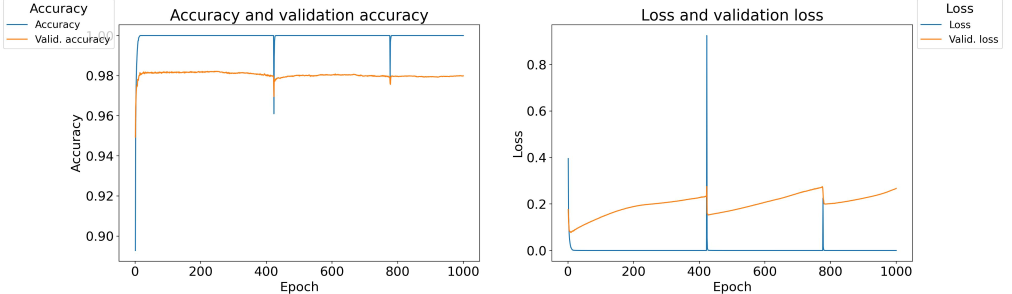 Accuracy
Accuracy
Valid. accuracy
Accuracy and validation accuracy
1.00
0.98
0.96
0.94
0.92
0.90
Accuracy
0 200 400 600 800 1000
Epoch
Loss and validation loss
0.8
0.6
0.4
0.2
0.0
Loss
0 200 400 600 800 1000
Epoch
Loss
Loss
Valid. loss